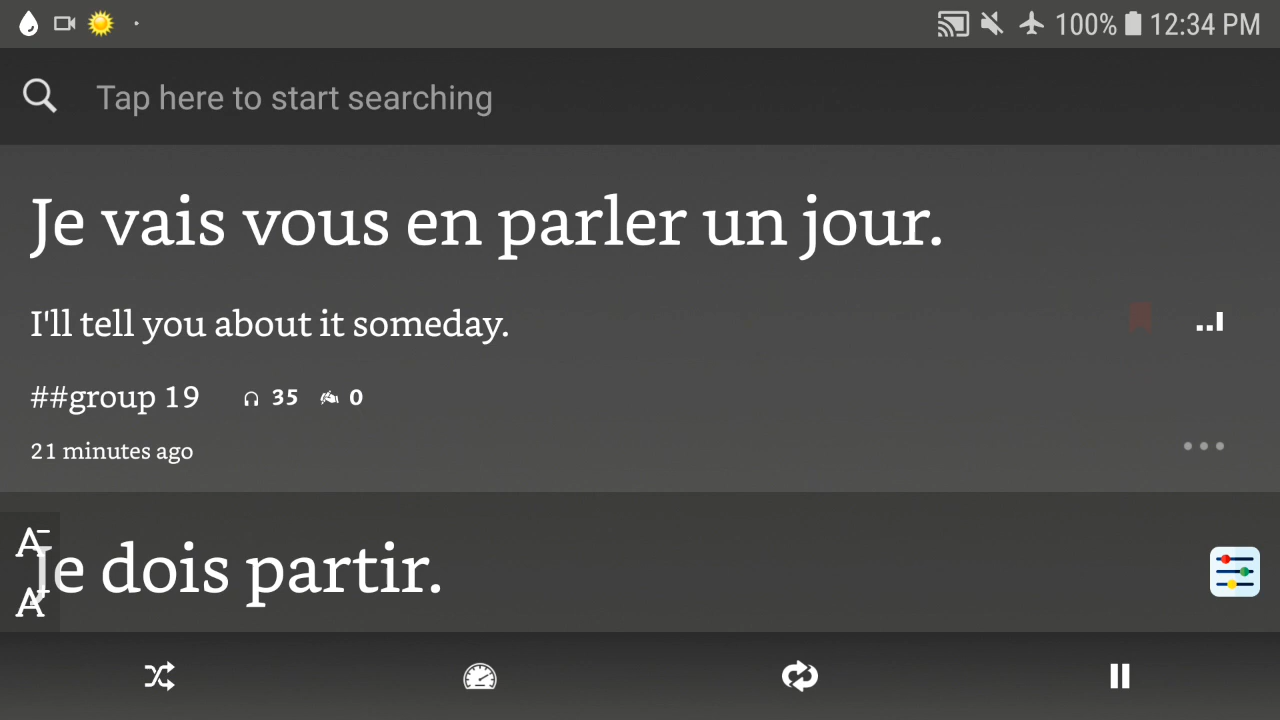 100% 12:34 PM
Tap here to start searching
Je vais vous en parler un jour.
I'll tell you about it someday.
##group 19 35 0
21 minutes ago
A-
Je dois partir.
A+